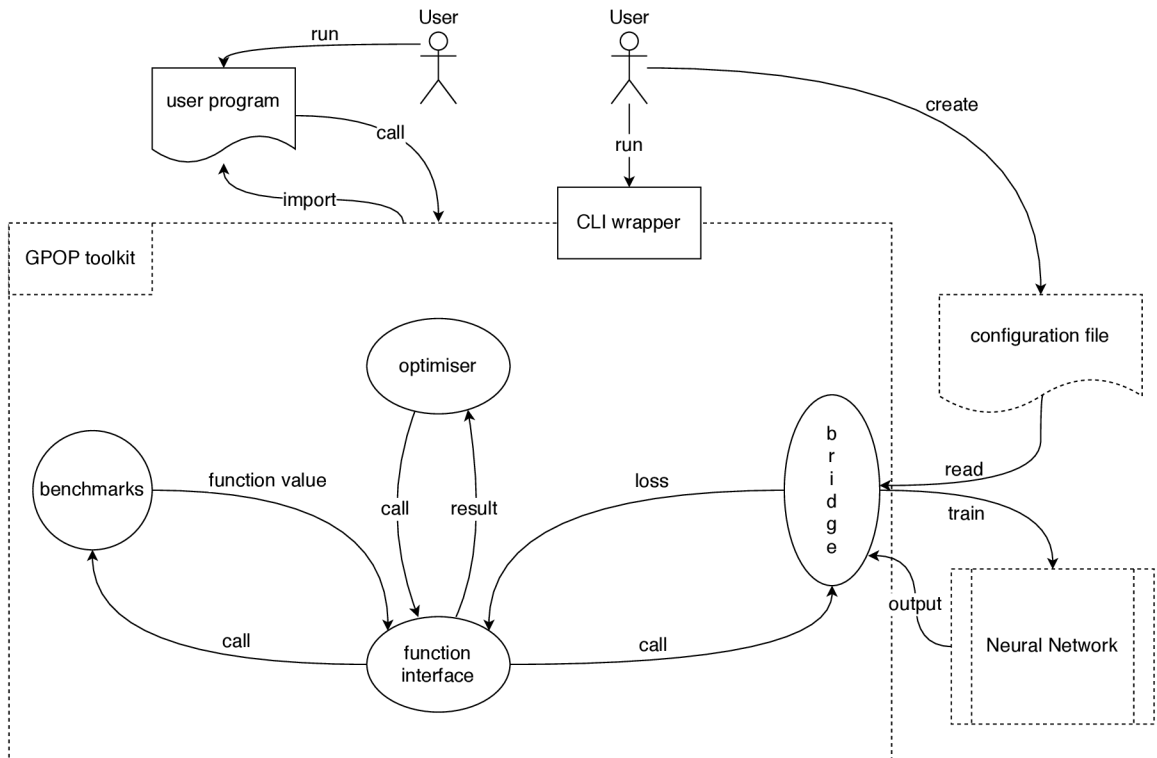 User
User
run
user program
create
call
run
import
CLI wrapper
GPOP toolkit
configuration file
optimiser
b
r
i
d
g
e
benchmarks
function value
call
result
loss
read
train
output
call
function
interface
call
Neural Network